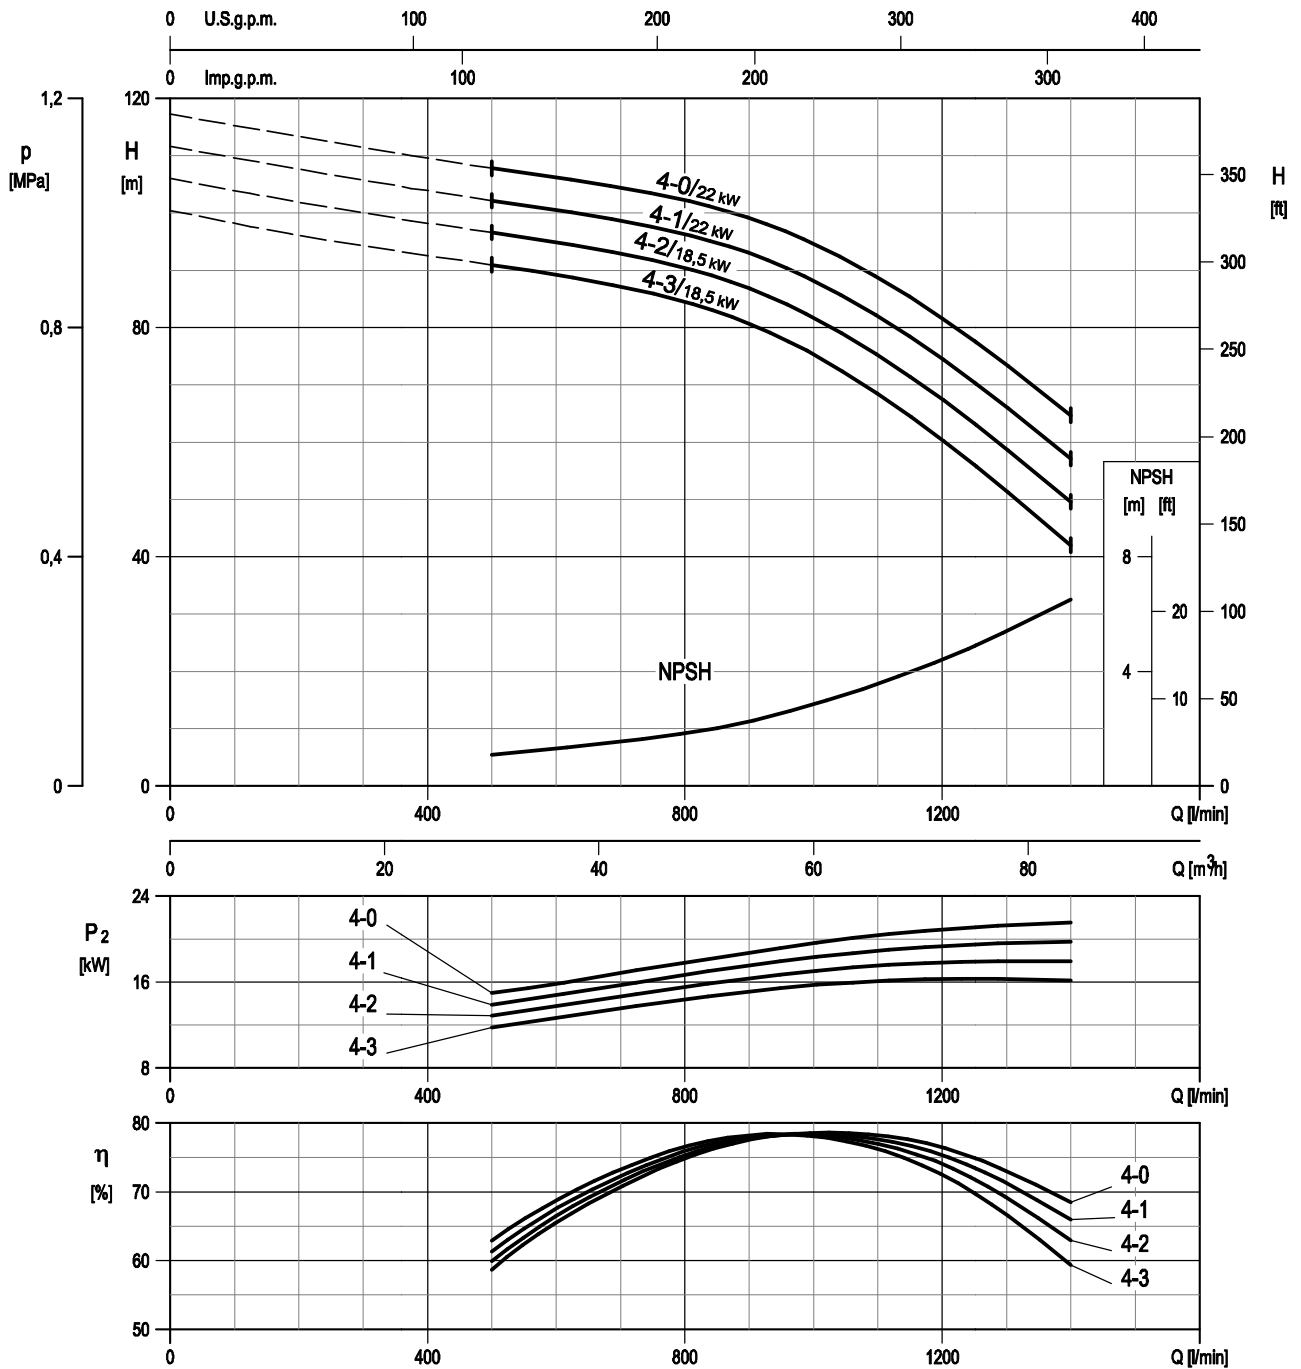 0 U.S.g.p.m. 100 200 300 400
0 Imp.g.p.m. 100 200 300
1,2 120
p H
[MPa] [m]
350 H
[ft]
4-0/22 kW
4-1/22 kW
4-2/18,5 kW
4-3/18,5 kW
300
0,8 80
250
200
NPSH
[m] [ft]
150
0,4 40 8
20 100
NPSH 4
10 50
0 0 0
0 400 800 1200 Q [l/min]
0 20 40 60 80 Q [m³/h]
24
4-0
P2
4-1
[kW]
16
4-2
4-3
8
0 400 800 1200 Q [l/min]
80
η
4-0
[%] 70
4-1
4-2
60
4-3
50
0 400 800 1200 Q [l/min]